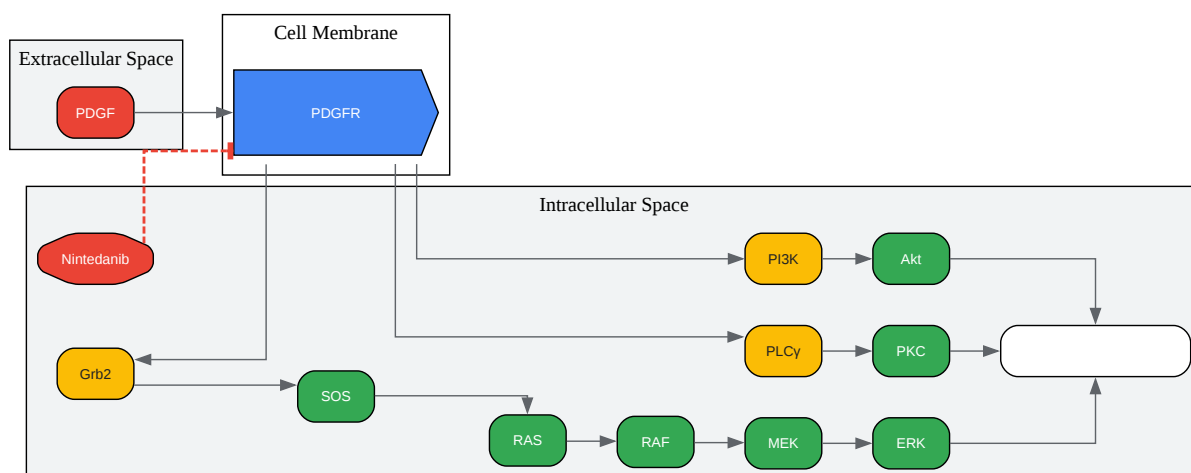 Cell Membrane
Extracellular Space
PDGF
PDGFR
Intracellular Space
Nintedanib
PI3K
Akt
PLCγ
PKC
Grb2
SOS
RAS
RAF
MEK
ERK